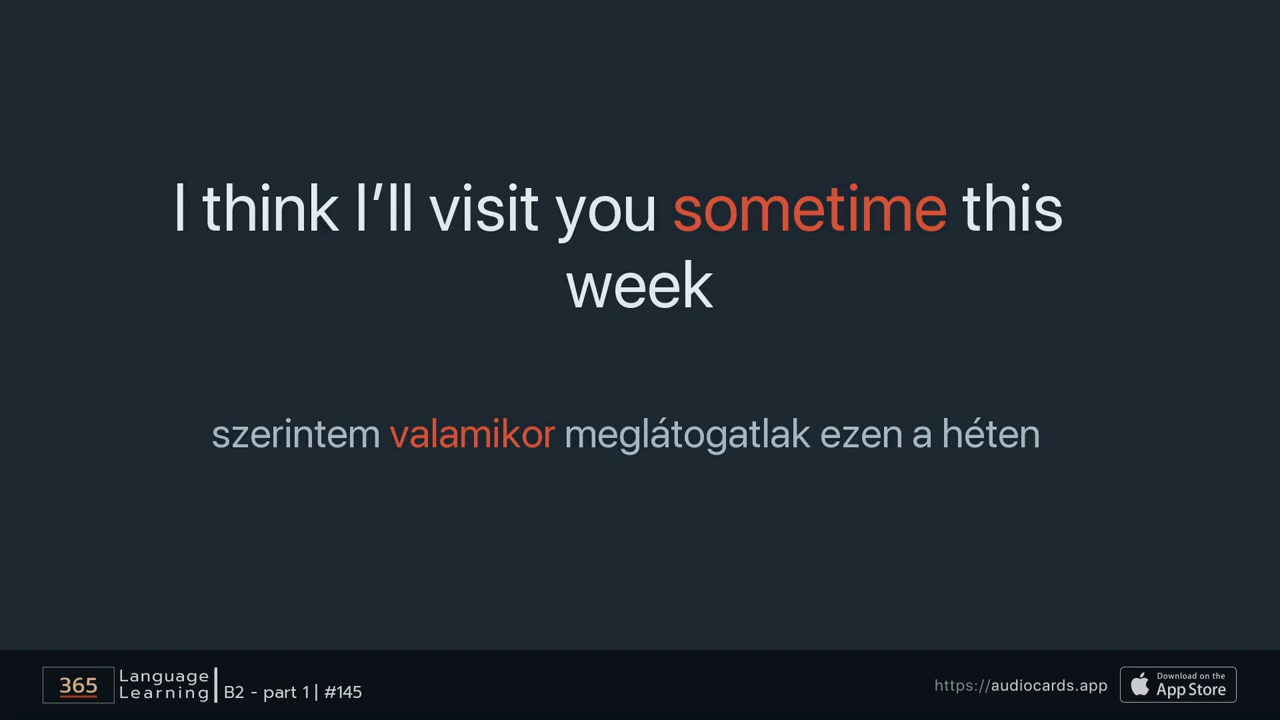 I think I’ll visit you sometime this
week
szerintem valamikor meglátogatlak ezen a héten
365
Language
Learning
B2 - part 1 | #145
https://audiocards.app
Download on the
App Store